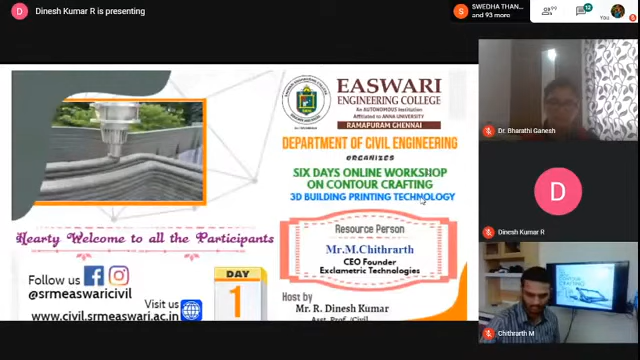 Dinesh Kumar R is presenting
SWEDHA THAN...
and 93 more
99
12
You
EASWARI
ENGINEERING COLLEGE
An AUTONOMOUS Institution
Affiliated to ANNA UNIVERSITY
RAMAPURAM CHENNAI
DEPARTMENT OF CIVIL ENGINEERING
ORGANIZES
SIX DAYS ONLINE WORKSHOP
ON CONTOUR CRAFTING
3D BUILDING PRINTING TECHNOLOGY
Hearty Welcome to all the Participants
Resource Person
Mr.M.Chithrarth
CEO Founder
Exclametric Technologies
Follow us
@srmeaswaricivil
Visit us
www.civil.srmeaswari.ac.in
DAY
1
Host by
Mr. R. Dinesh Kumar
Asst. Prof. /Civil
Dr. Bharathi Ganesh
D
Dinesh Kumar R
Chithrarth M